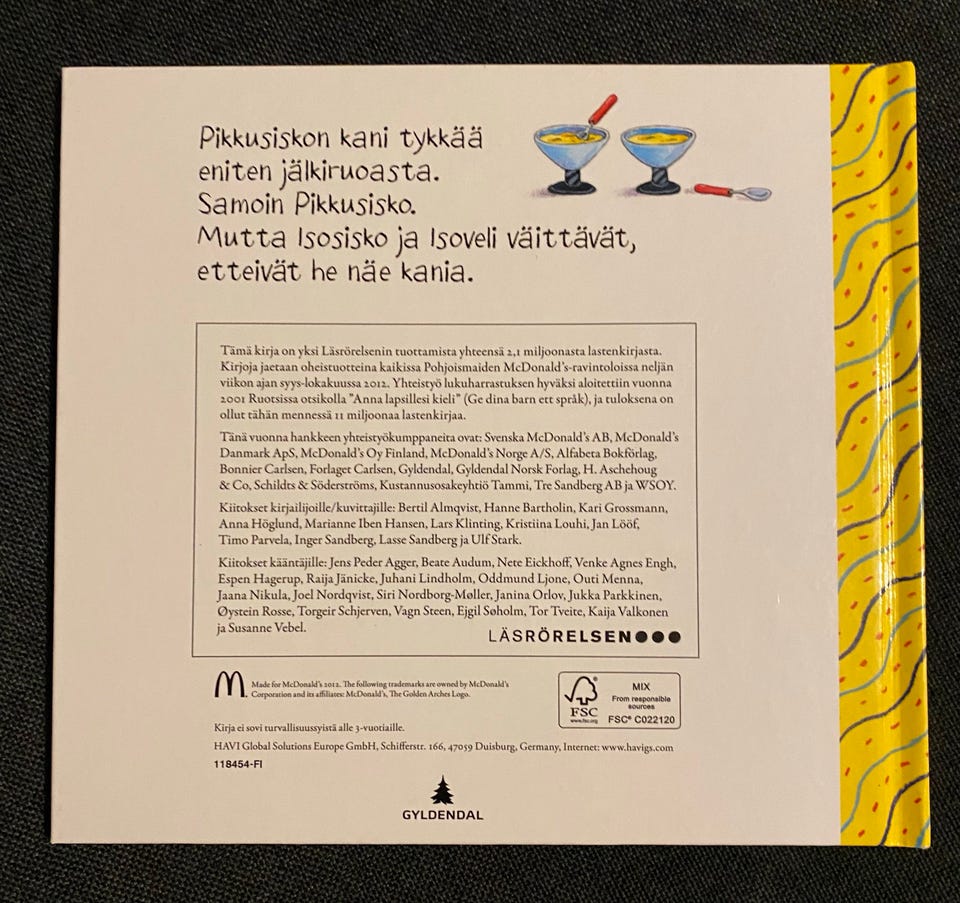 Pikkusiskon kani tykkää
eniten jälkiruoasta.
Samoin Pikkusisko.
Mutta Isosisko ja Isoveli väittävät,
etteivät he näe kania.
Tämä kirja on yksi Läsrörelsenin tuottamista yhteensä 2,1 miljoonasta lastenkirjasta.
Kirjoja jaetaan oheistuotteina kaikissa Pohjoismaiden McDonald's-ravintoloissa neljän
viikon ajan syys-lokakuussa 2012. Yhteistyö lukuharrastuksen hyväksi aloitettiin vuonna
2001 Ruotsissa otsikolla "Anna lapsillesi kieli" (Ge dina barn ett språk), ja tuloksena on
ollut tähän mennessä 11 miljoonaa lastenkirjaa.
Tänä vuonna hankkeen yhteistyökumppaneita ovat: Svenska McDonald's AB, McDonald's
Danmark ApS, McDonald's Oy Finland, McDonald's Norge A/S, Alfabeta Bokförlag,
Bonnier Carlsen, Forlaget Carlsen, Gyldendal, Gyldendal Norsk Forlag, H. Aschehoug
& Co, Schildts & Söderströms, Kustannusosakeyhtiö Tammi, Tre Sandberg AB ja WSOY.
Kiitokset kirjailijoille/kuvittajille: Bertil Almqvist, Hanne Bartholin, Kari Grossmann,
Anna Höglund, Marianne Iben Hansen, Lars Klinting, Kristiina Louhi, Jan Lööf,
Timo Parvela, Inger Sandberg, Lasse Sandberg ja Ulf Stark.
Kiitokset kääntäjille: Jens Peder Agger, Beate Audum, Nete Eickhoff, Venke Agnes Engh,
Espen Hagerup, Raija Jänicke, Juhani Lindholm, Oddmund Ljone, Outi Menna,
Jaana Nikula, Joel Nordqvist, Siri Nordborg-Møller, Janina Orlov, Jukka Parkkinen,
Øystein Rosse, Torgeir Schjerven, Vagn Steen, Ejgil Søholm, Tor Tveite, Kaija Valkonen
ja Susanne Vebel.
LÄSRÖRELSEN●●●
Made for McDonald's 2012. The following trademarks are owned by McDonald's
Corporation and its affiliates: McDonald's, The Golden Arches Logo.
FSC
www.fsc.org
MIX
From responsible
sources
FSC® C022120
Kirja ei sovi turvallisuussyistä alle 3-vuotiaille.
HAVI Global Solutions Europe GmbH, Schifferstr. 166, 47059 Duisburg, Germany, Internet: www.havigs.com
118454-FI
GYLDENDAL